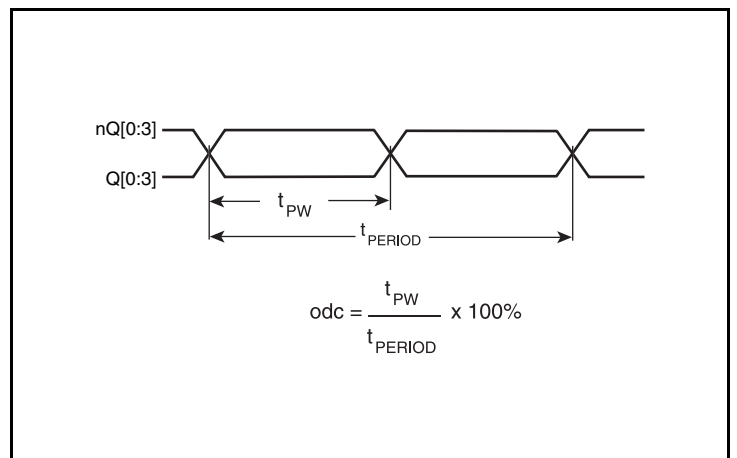 nQ[0:3]
Q[0:3]
tPW
tPERIOD
odc = tPW / tPERIOD x 100%